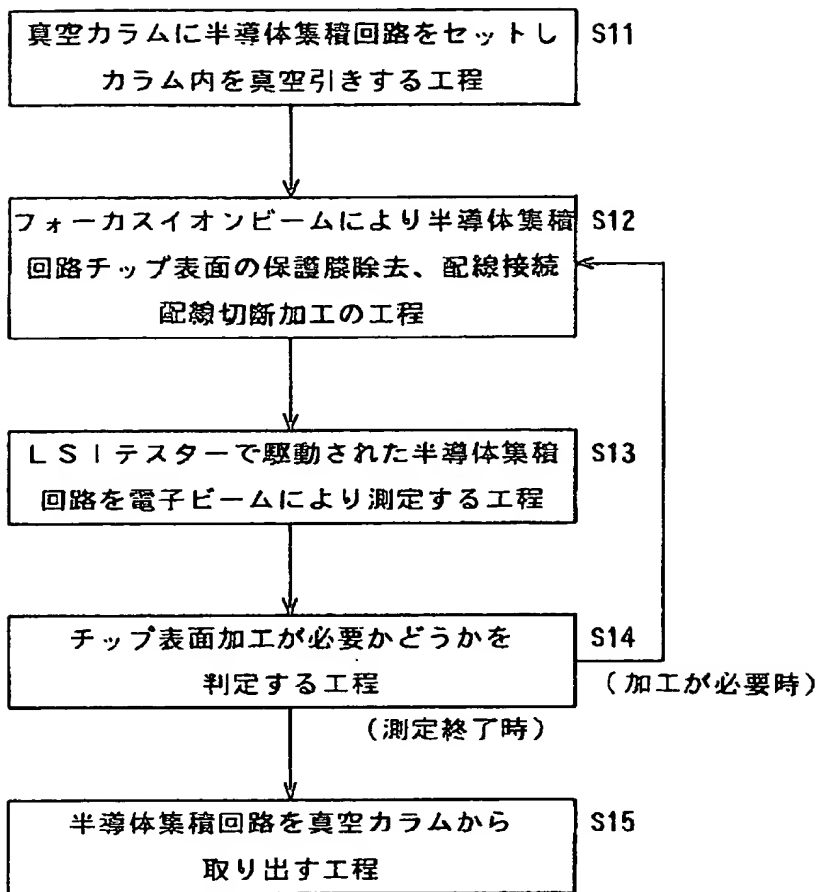 真空カラムに半導体集積回路をセットし
カラム内を真空引きする工程
S11
フォーカスイオンビームにより半導体集積
回路チップ表面の保護膜除去、配線接続
配線切断加工の工程
S12
LSIテスターで駆動された半導体集積
回路を電子ビームにより測定する工程
S13
チップ表面加工が必要かどうかを
判定する工程
S14
(加工が必要時)
(測定終了時)
半導体集積回路を真空カラムから
取り出す工程
S15